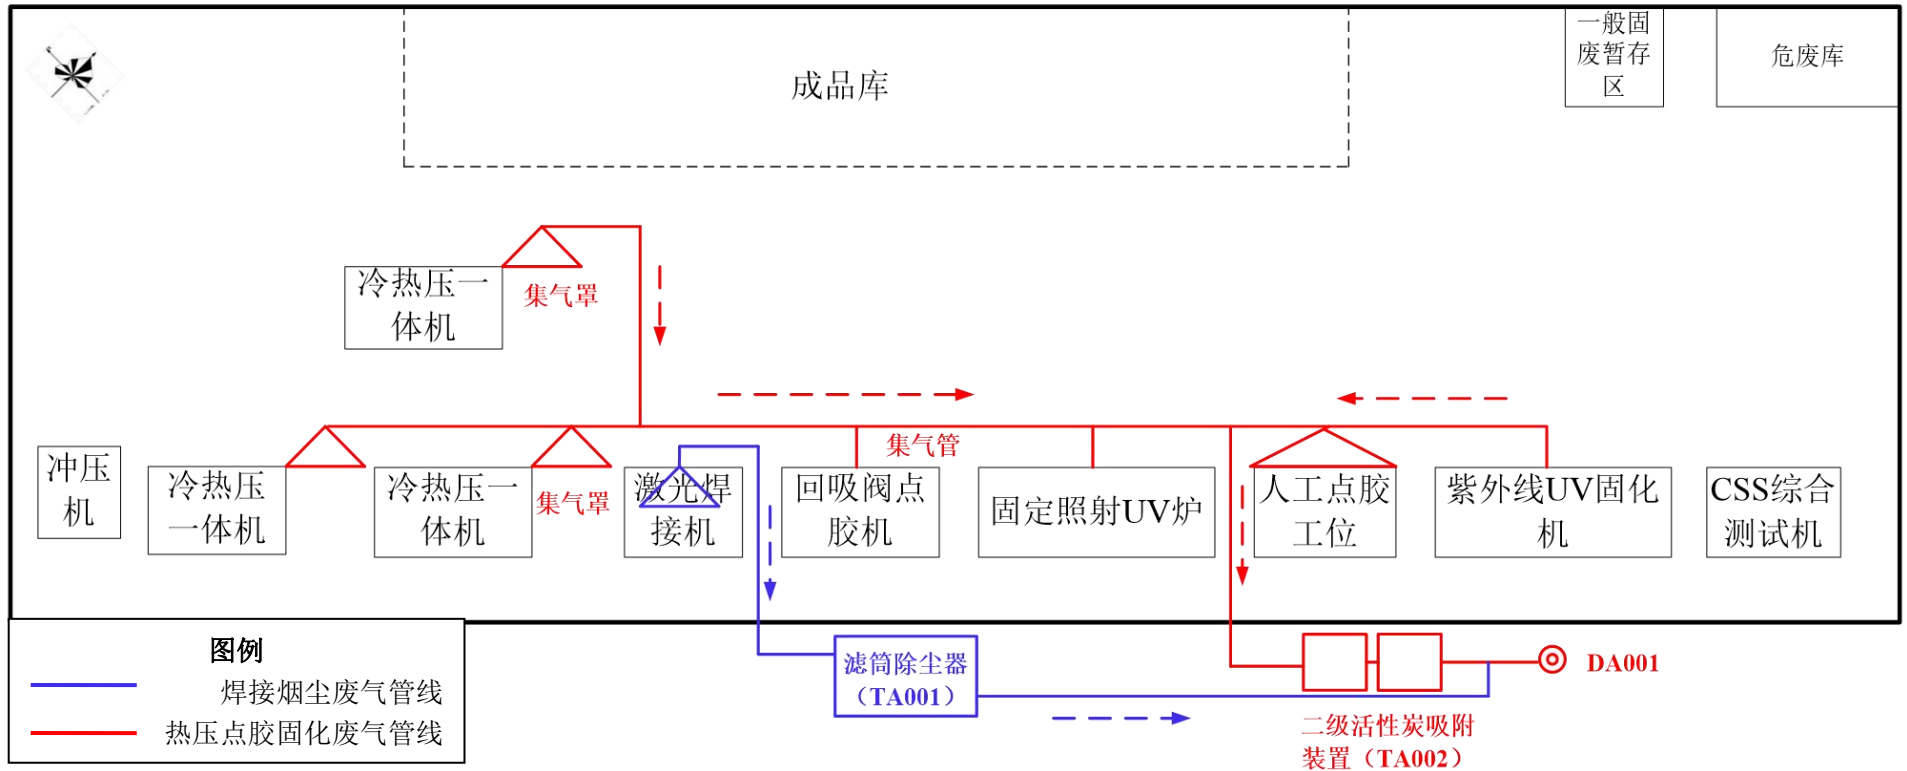 成品库
一般固
废暂存
区
危废库
冷热压一
体机
集气罩
集气管
冲压
机
冷热压
一体机
冷热压一
体机
集气罩
激光焊
接机
回吸阀点
胶机
固定照射UV炉
人工点胶
工位
紫外线UV固化
机
CSS综合
测试机
图例
焊接烟尘废气管线
热压点胶固化废气管线
滤筒除尘器
（TA001）
DA001
二级活性炭吸附
装置（TA002）